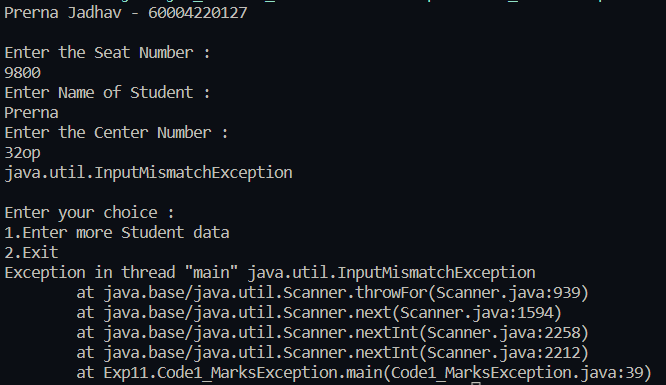 Prerna Jadhav - 60004220127
Enter the Seat Number :
9800
Enter Name of Student :
Prerna
Enter the Center Number :
32op
java.util.InputMismatchException
Enter your choice :
1.Enter more Student data
2.Exit
Exception in thread "main" java.util.InputMismatchException
at java.base/java.util.Scanner.throwFor(Scanner.java:939)
at java.base/java.util.Scanner.next(Scanner.java:1594)
at java.base/java.util.Scanner.nextInt(Scanner.java:2258)
at java.base/java.util.Scanner.nextInt(Scanner.java:2212)
at Exp11.Code1_MarksException.main(Code1_MarksException.java:39)